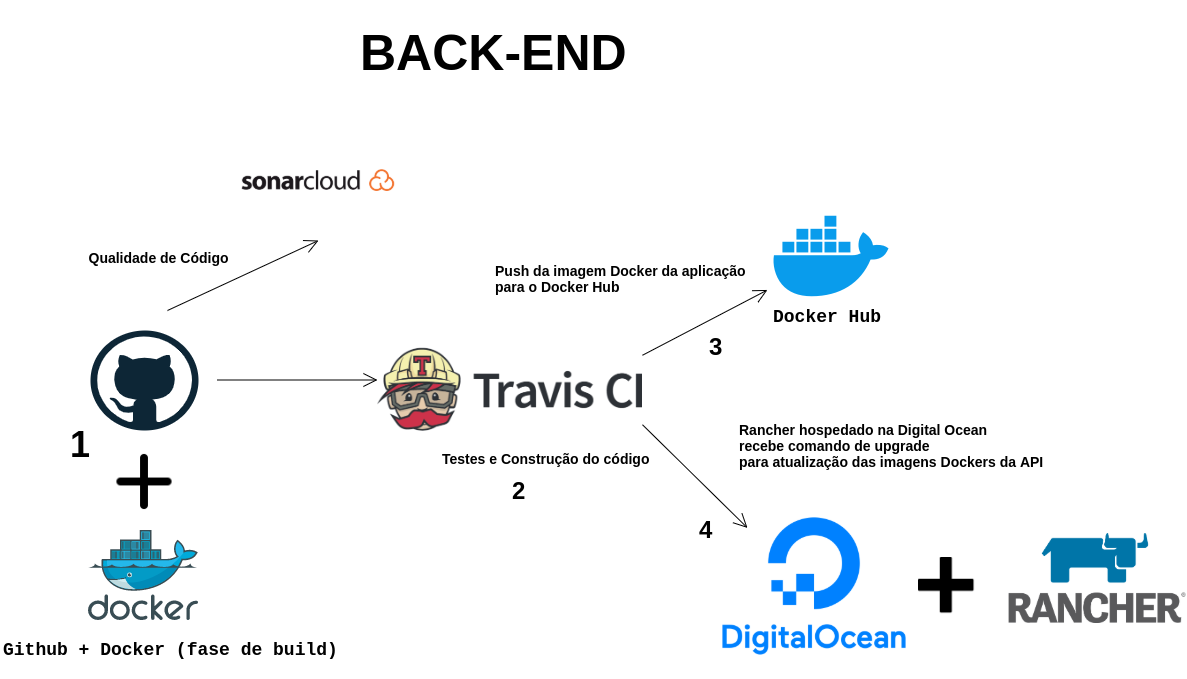 BACK-END
sonarcloud
Qualidade de Código
Push da imagem Docker da aplicação
para o Docker Hub
Docker Hub
3
T
Travis CI
1
Testes e Construção do código
2
Rancher hospedado na Digital Ocean
recebe comando de upgrade
para atualização das imagens Dockers da API
4
docker
DigitalOcean
RANCHER®
Github + Docker (fase de build)